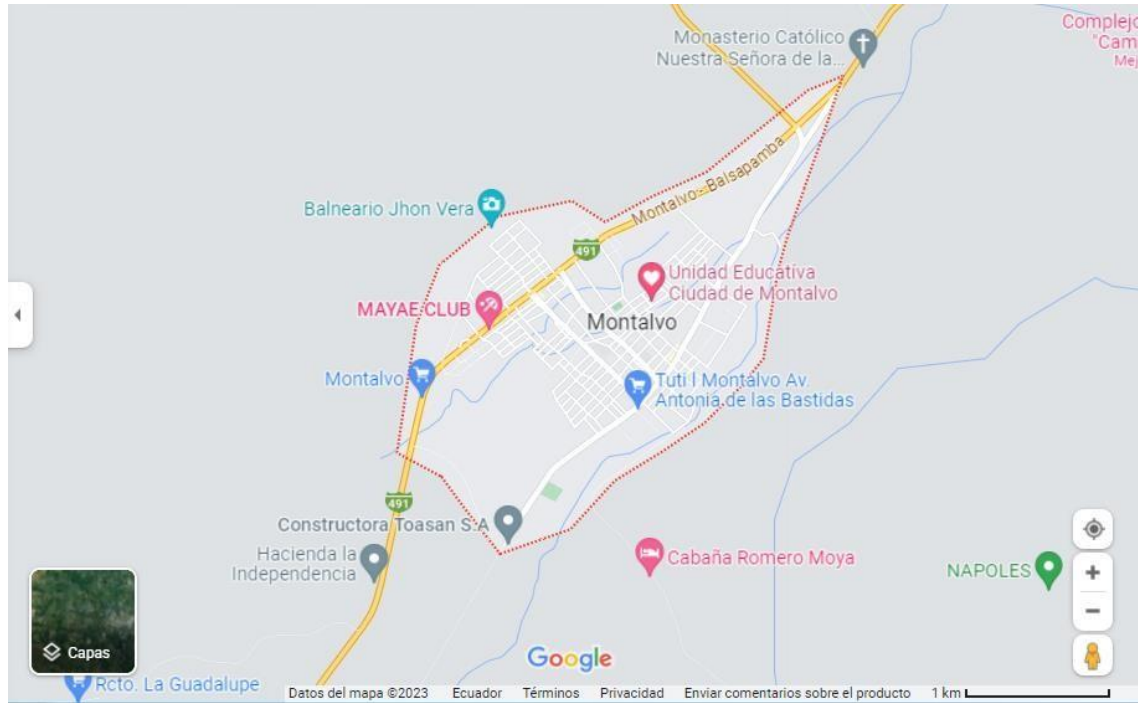 Complejo
"Cam
Mej
Monasterio Católico
Nuestra Señora de la...
Montalvo - Balsapamba
Balneario Jhon Vera
491
Unidad Educativa
Ciudad de Montalvo
MAYAE CLUB
Montalvo
Montalvo
Tuti l Montalvo Av.
Antonia de las Bastidas
491
Constructora Toasan S.A
Hacienda la
Independencia
Cabaña Romero Moya
NAPOLES
Capas
Google
Rcto. La Guadalupe
Datos del mapa ©2023 Ecuador Términos Privacidad Enviar comentarios sobre el producto 1 km